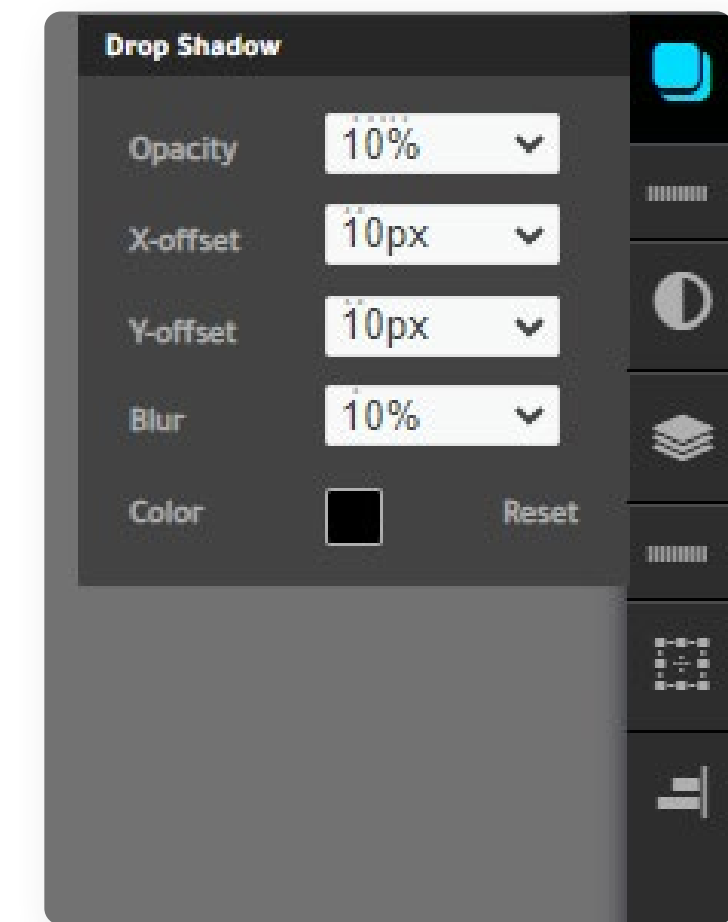 Drop Shadow
Opacity 10%
X-offset 10px
Y-offset 10px
Blur 10%
Color Reset